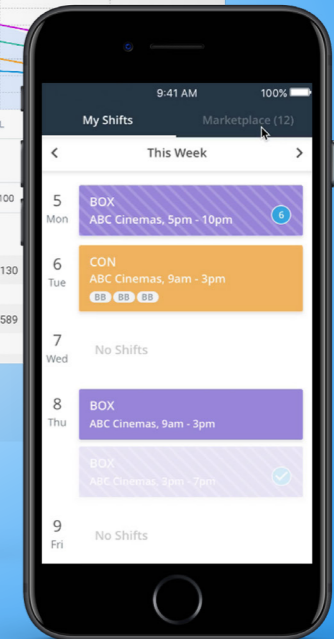 9:41 AM
100%
My Shifts
Marketplace (12)
This Week
5
Mon
BOX
ABC Cinemas, 5pm - 10pm
6
6
Tue
CON
ABC Cinemas, 9am - 3pm
BB BB BB
7
Wed
No Shifts
8
Thu
BOX
ABC Cinemas, 9am - 3pm
BOX
ABC Cinemas, 3pm - 7pm
9
Fri
No Shifts
L
100
130
589